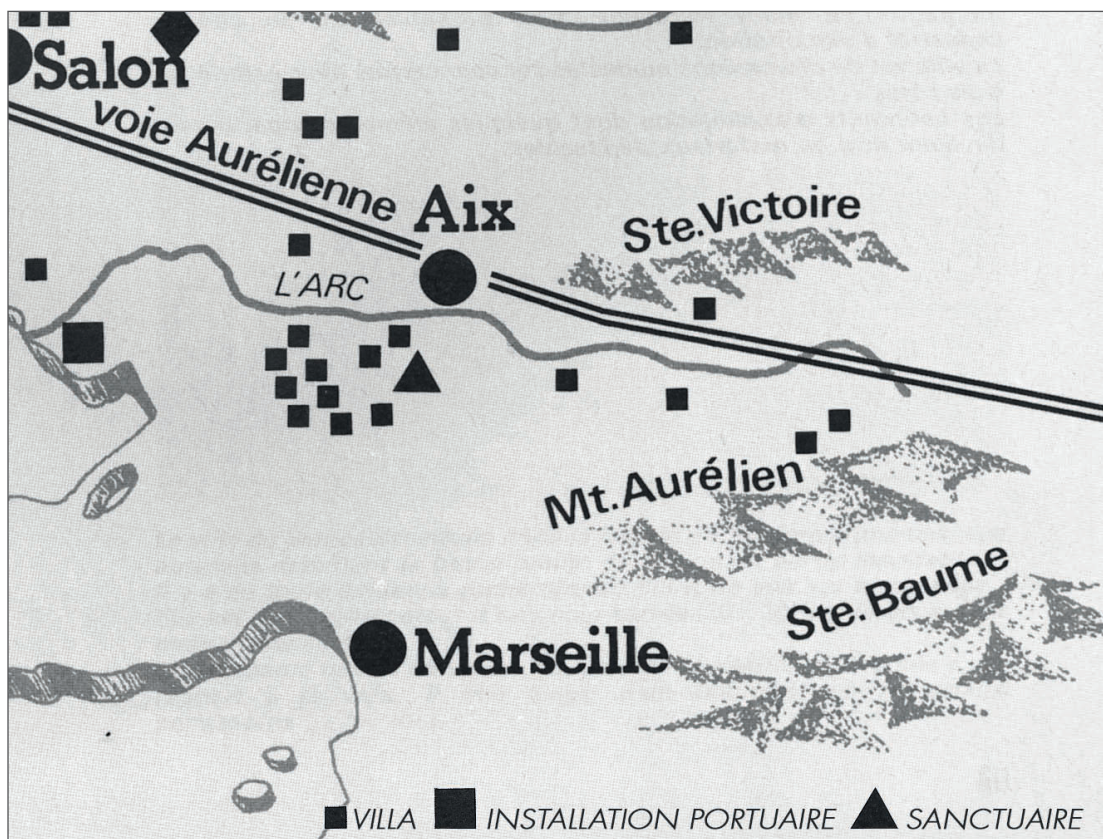 Salon
voie Aurélienne
Aix
Ste.Victoire
L'ARC
Mt.Aurélien
Ste.Baume
Marseille
VILLA INSTALLATION PORTUAIRE SANCTUAIRE